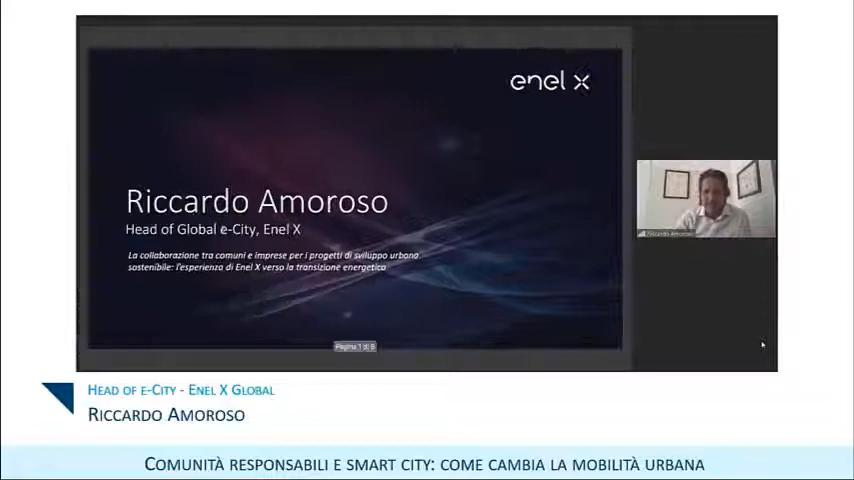 enel x
Riccardo Amoroso
Head of Global e-City, Enel X
La collaborazione tra comuni e imprese per i progetti di sviluppo urbano
sostenibile: l'esperienza di Enel X verso la transizione energetica
Riccardo Amoroso
Pagina 1 di 8
HEAD OF E-CITY - ENEL X GLOBAL
RICCARDO AMOROSO
COMUNITÀ RESPONSABILI E SMART CITY: COME CAMBIA LA MOBILITÀ URBANA